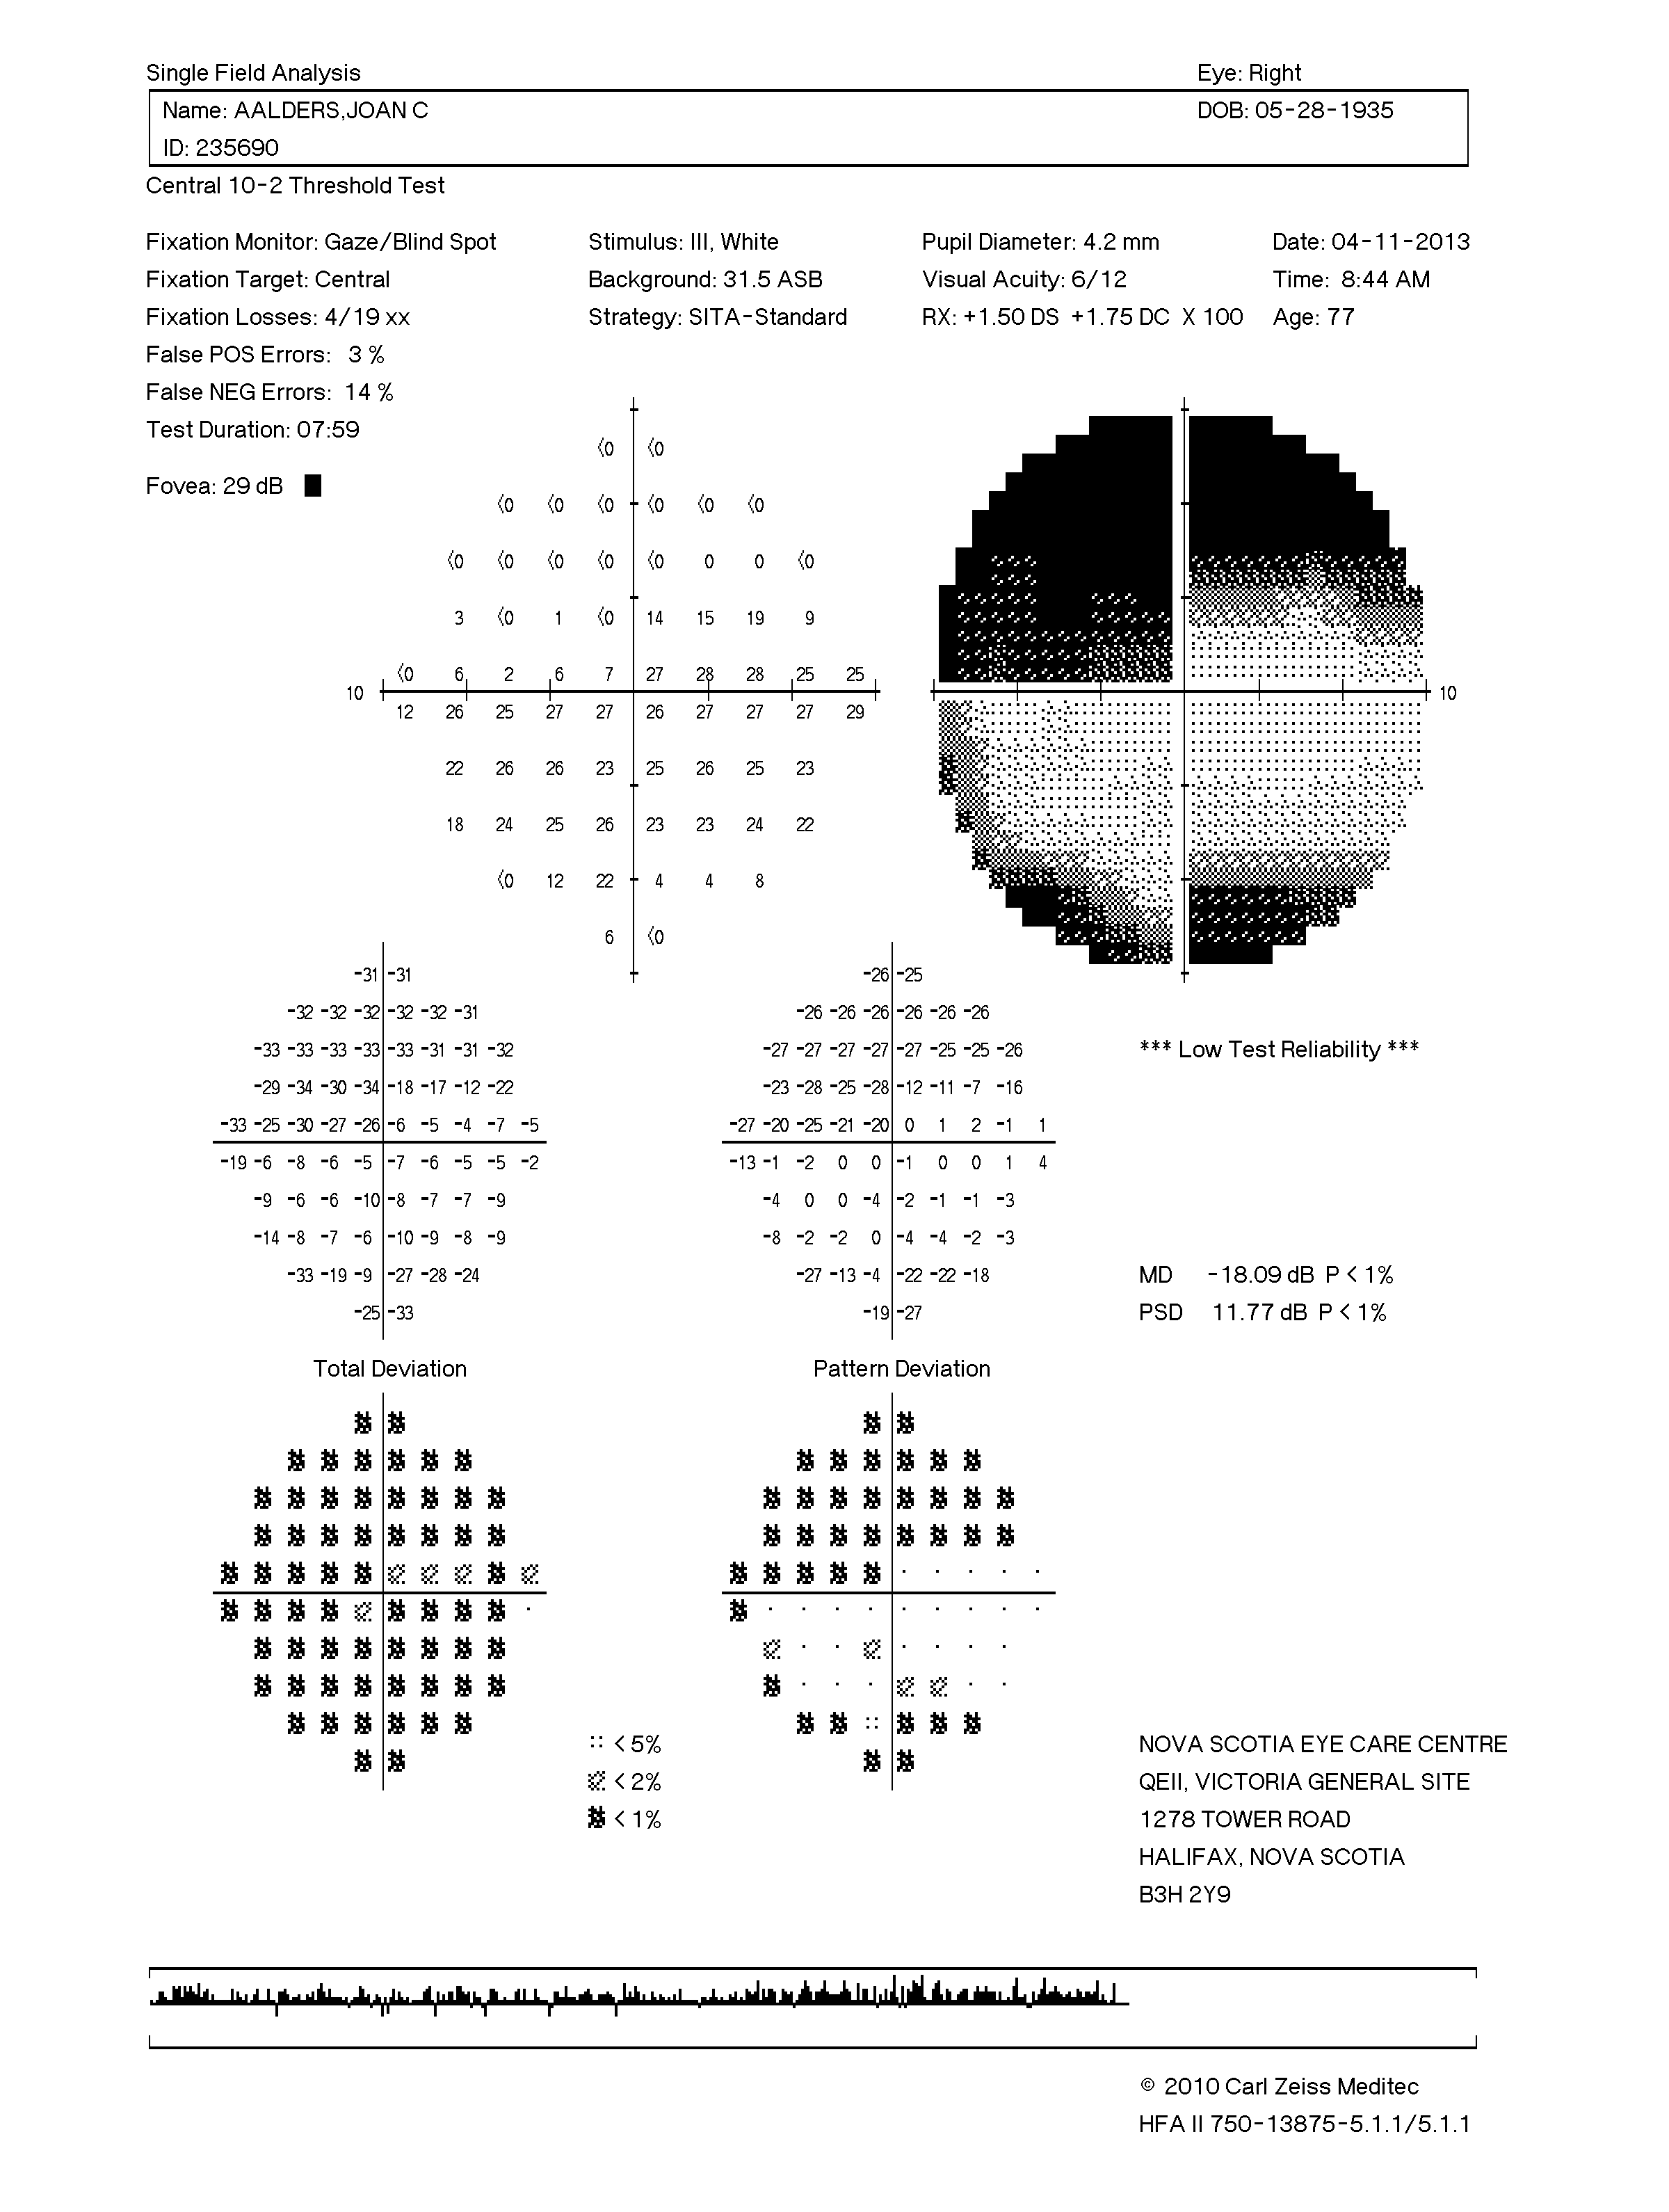 Single Field Analysis Eye: Right
Name: AALDERS,JOAN C DOB: 05-28-1935
ID: 235690
Central 10-2 Threshold Test
Fixation Monitor: Gaze/Blind Spot Stimulus: III, White Pupil Diameter: 4.2 mm Date: 04-11-2013
Fixation Target: Central Background: 31.5 ASB Visual Acuity: 6/12 Time: 8:44 AM
Fixation Losses: 4/19 xx Strategy: SITA-Standard RX: +1.50 DS +1.75 DC X 100 Age: 77
False POS Errors: 3 %
False NEG Errors: 14 %
Test Duration: 07:59
<0 <0
Fovea: 29 dB
<0 <0 <0 <0 <0 <0
<0 <0 <0 <0 <0 0 0 <0
3 <0 1 <0 14 15 19 9
<0 6 2 6 7 27 28 28 25 25
10 10
12 26 25 27 27 26 27 27 27 29
22 26 26 23 25 26 25 23
18 24 25 26 23 23 24 22
<0 12 22 4 4 8
6 <0
-31 -31 -26 -25
-32 -32 -32 -32 -32 -31 -26 -26 -26 -26 -26 -26
-33 -33 -33 -33 -33 -31 -31 -32 -27 -27 -27 -27 -27 -25 -25 -26 *** Low Test Reliability ***
-29 -34 -30 -34 -18 -17 -12 -22 -23 -28 -25 -28 -12 -11 -7 -16
-33 -25 -30 -27 -26 -6 -5 -4 -7 -5 -27 -20 -25 -21 -20 0 1 2 -1 1
-19 -6 -8 -6 -5 -7 -6 -5 -5 -2 -13 -1 -2 0 0 -1 0 0 1 4
-9 -6 -6 -10 -8 -7 -7 -9 -4 0 0 -4 -2 -1 -1 -3
-14 -8 -7 -6 -10 -9 -8 -9 -8 -2 -2 0 -4 -4 -2 -3
-33 -19 -9 -27 -28 -24 -27 -13 -4 -22 -22 -18 MD -18.09 dB P < 1%
-25 -33 -19 -27 PSD 11.77 dB P < 1%
Total Deviation Pattern Deviation
< 5% NOVA SCOTIA EYE CARE CENTRE
< 2% QEII, VICTORIA GENERAL SITE
< 1% 1278 TOWER ROAD
HALIFAX, NOVA SCOTIA
B3H 2Y9
© 2010 Carl Zeiss Meditec
HFA II 750-13875-5.1.1/5.1.1